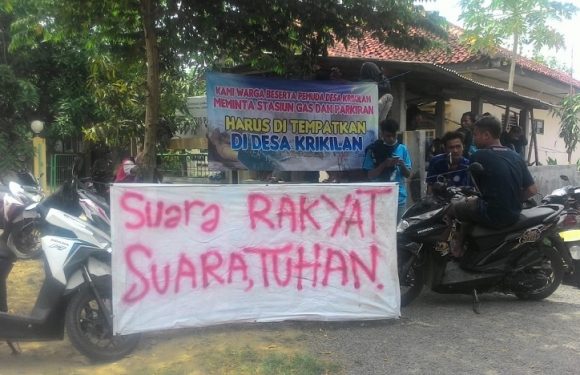 KAMI WARGA BESERTA PEMUDA DESA KRIKILAN
MEMINTA STASIUN GAS DAN PARKIRAN
HARUS DI TEMPATKAN
DI DESA KRIKILAN
Suara RAKYAT
SUARA, TUHAN.